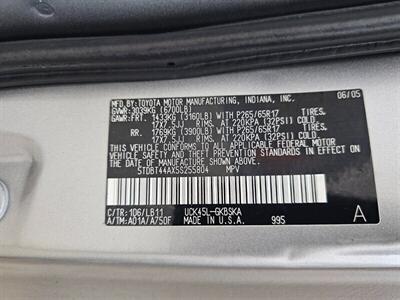 MFD. BY: TOYOTA MOTOR MANUFACTURING, INDIANA, INC. 06/05
GVWR: 3039KG (6700LB)
GAWR: FRT. 1433KG (3160LB) WITH P265/65R17 TIRES,
17X7.5JJ RIMS, AT 220KPA (32PSI) COLD.
RR. 1769KG (3900LB) WITH P265/65R17 TIRES,
17X7.5JJ RIMS, AT 220KPA (32PSI) COLD.
THIS VEHICLE CONFORMS TO ALL APPLICABLE FEDERAL MOTOR
VEHICLE SAFETY AND THEFT PREVENTION STANDARDS IN EFFECT ON
THE DATE OF MANUFACTURE SHOWN ABOVE.
5TDBT44AX5S255804 MPV
C/TR: 1D6/LB11 UCK45L-GKBSKA
A/TM: A01A/A750F MADE IN U.S.A. 995 A